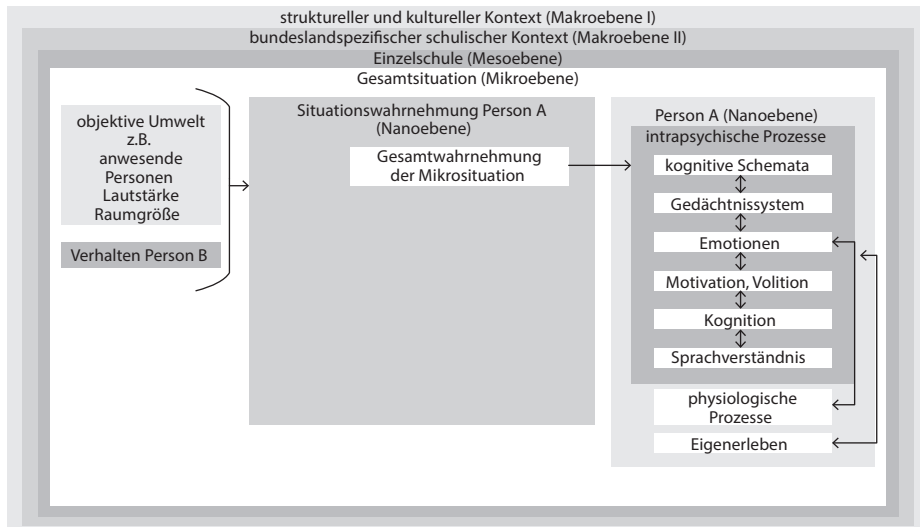 struktureller und kultureller Kontext (Makroebene I)
bundeslandspezifischer schulischer Kontext (Makroebene II)
Einzelschule (Mesoebene)
Gesamtsituation (Mikroebene)
objektive Umwelt
z.B.
anwesende
Personen
Lautstärke
Raumgröße
Verhalten Person B
Situationswahrnehmung Person A
(Nanoebene)
Gesamtwahrnehmung
der Mikrosituation
Person A (Nanoebene)
intrapsychische Prozesse
kognitive Schemata
Gedächtnissystem
Emotionen
Motivation, Volition
Kognition
Sprachverständnis
physiologische
Prozesse
Eigenerleben